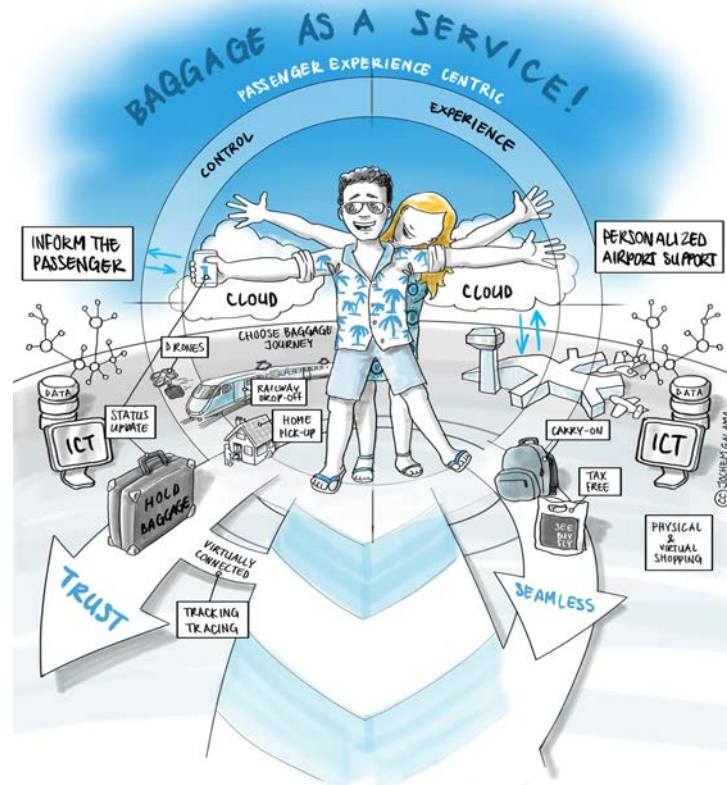 BAGGAGE AS A SERVICE!
PASSENGER EXPERIENCE CENTRIC
CONTROL
EXPERIENCE
INFORM THE
PASSENGER
PERSONALIZED
AIRPORT SUPPORT
CLOUD
CLOUD
DRONES
CHOOSE BAGGAGE
JOURNEY
RAILWAY
DROP-OFF
HOME
PICK-UP
DATA
ICT
STATUS
UPDATE
DATA
ICT
CARRY-ON
TAX
FREE
HOLD
BAGGAGE
SEE
BUY
FLY
PHYSICAL
&
VIRTUAL
SHOPPING
VIRTUALLY
CONNECTED
TRACKING
TRACING
TRUST
SEAMLESS